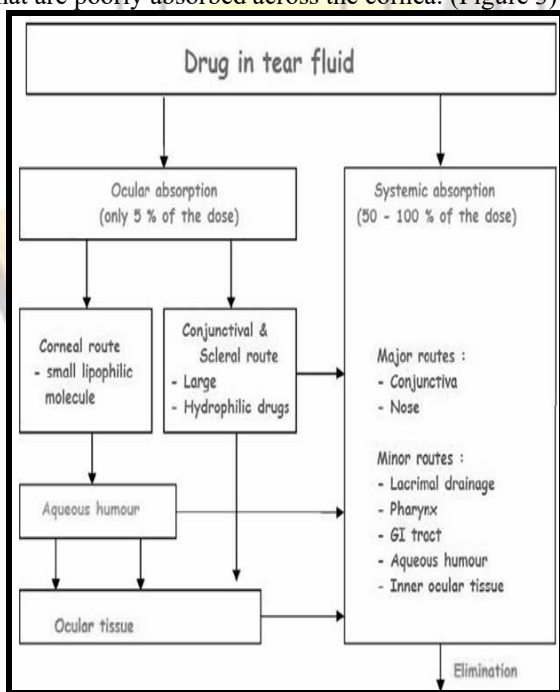 that are poorly absorbed across the cornea. (Figure 5)
Drug in tear fluid
Ocular absorption
(only 5 % of the dose)
Systemic absorption
(50 - 100 % of the dose)
Corneal route
- small lipophilic
molecule
Conjunctival &
Scleral route
- Large
- Hydrophilic drugs
Major routes :
- Conjunctiva
- Nose
Minor routes :
- Lacrimal drainage
- Pharynx
- GI tract
- Aqueous humour
- Inner ocular tissue
Aqueous humour
Ocular tissue
Elimination